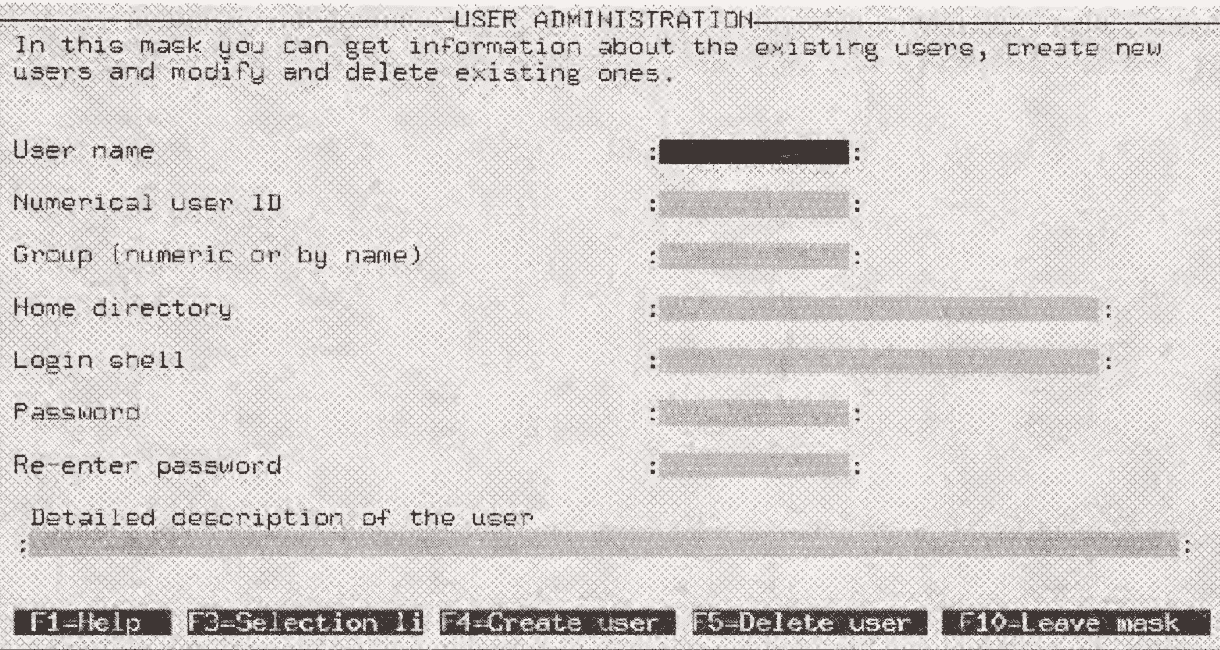 USER ADMINISTRATION
In this mask you can get information about the existing users, create new
users and modify and delete existing ones.
User name : :
Numerical user ID : :
Group (numeric or by name) : :
Home directory : :
Login shell : :
Password : :
Re-enter password : :
Detailed description of the user
: :
F1=Help F3=Selection li F4=Create user F5=Delete user F10=Leave mask